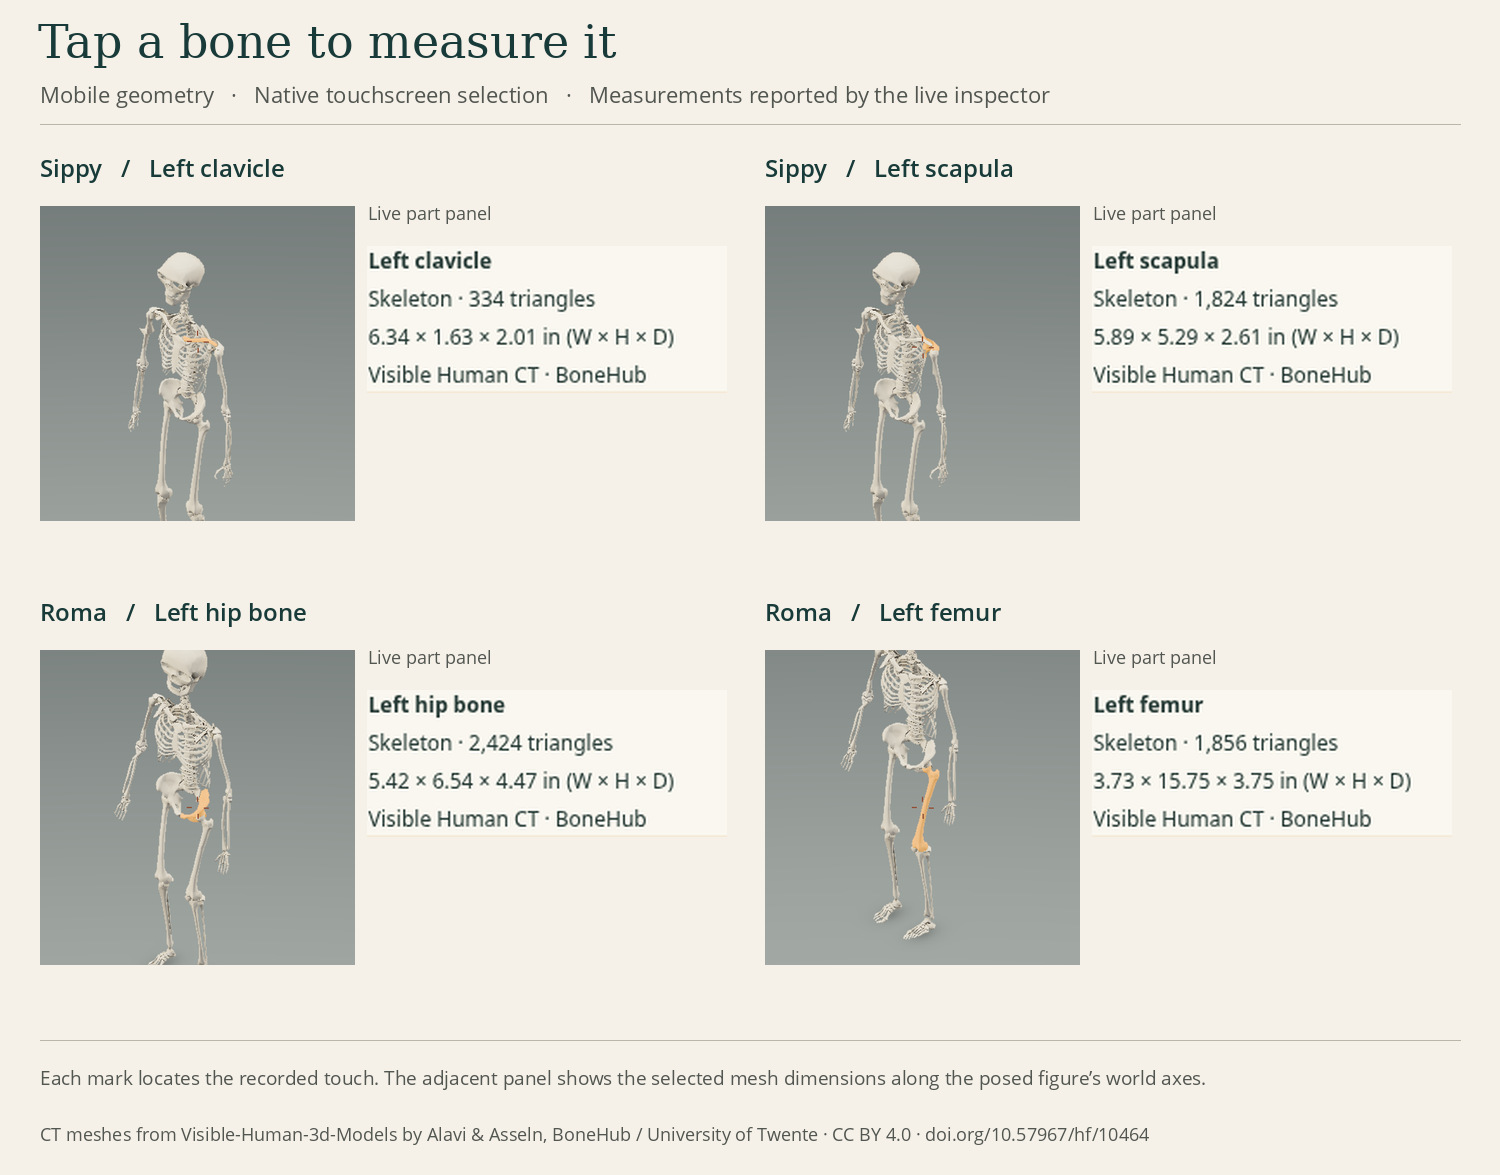 Tap a bone to measure it
Mobile geometry · Native touchscreen selection · Measurements reported by the live inspector
Sippy / Left clavicle
Live part panel
Left clavicle
Skeleton · 334 triangles
6.34 × 1.63 × 2.01 in (W × H × D)
Visible Human CT · BoneHub
Sippy / Left scapula
Live part panel
Left scapula
Skeleton · 1,824 triangles
5.89 × 5.29 × 2.61 in (W × H × D)
Visible Human CT · BoneHub
Roma / Left hip bone
Live part panel
Left hip bone
Skeleton · 2,424 triangles
5.42 × 6.54 × 4.47 in (W × H × D)
Visible Human CT · BoneHub
Roma / Left femur
Live part panel
Left femur
Skeleton · 1,856 triangles
3.73 × 15.75 × 3.75 in (W × H × D)
Visible Human CT · BoneHub
Each mark locates the recorded touch. The adjacent panel shows the selected mesh dimensions along the posed figure’s world axes.
CT meshes from Visible-Human-3d-Models by Alavi & Asseln, BoneHub / University of Twente · CC BY 4.0 · doi.org/10.57967/hf/10464